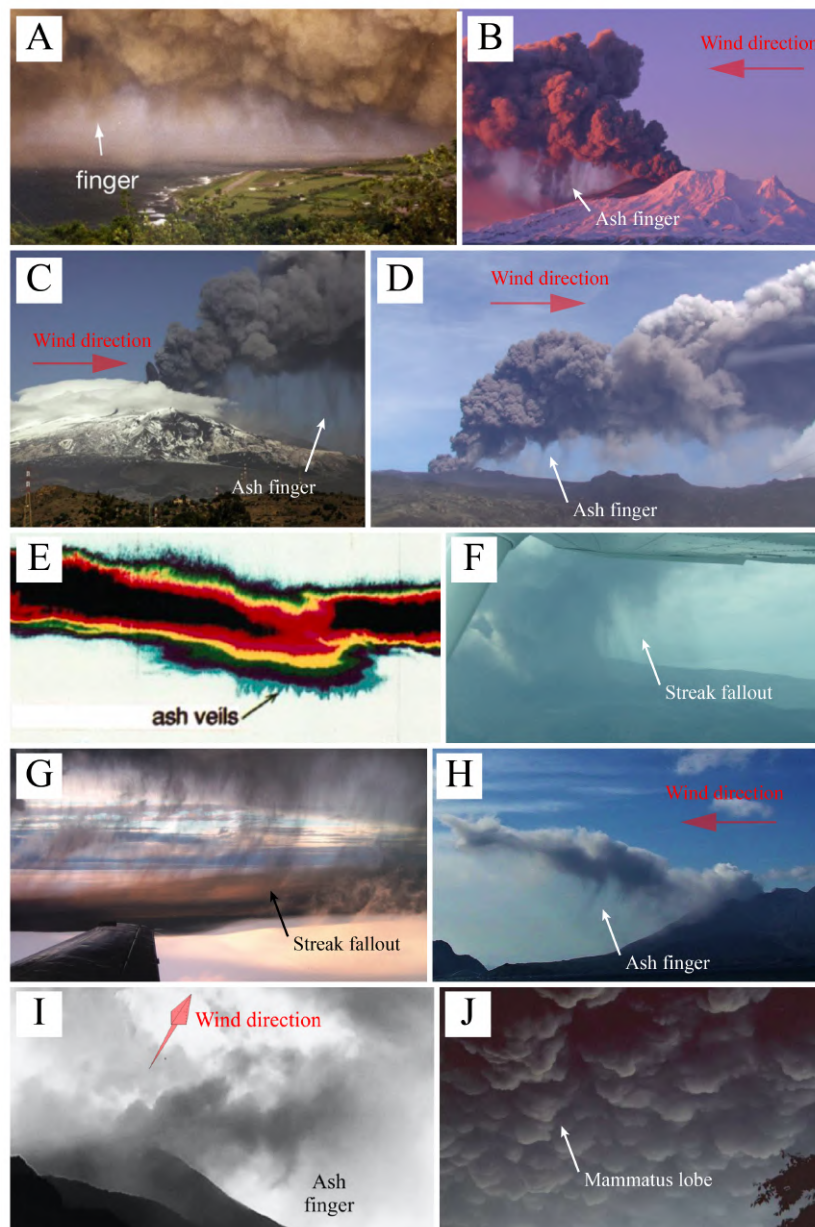 A
finger
B
Wind direction
Ash finger
C
Wind direction
Ash finger
D
Wind direction
Ash finger
E
ash veils
F
Streak fallout
G
Streak fallout
H
Wind direction
Ash finger
I
Wind direction
Ash
finger
J
Mammatus lobe